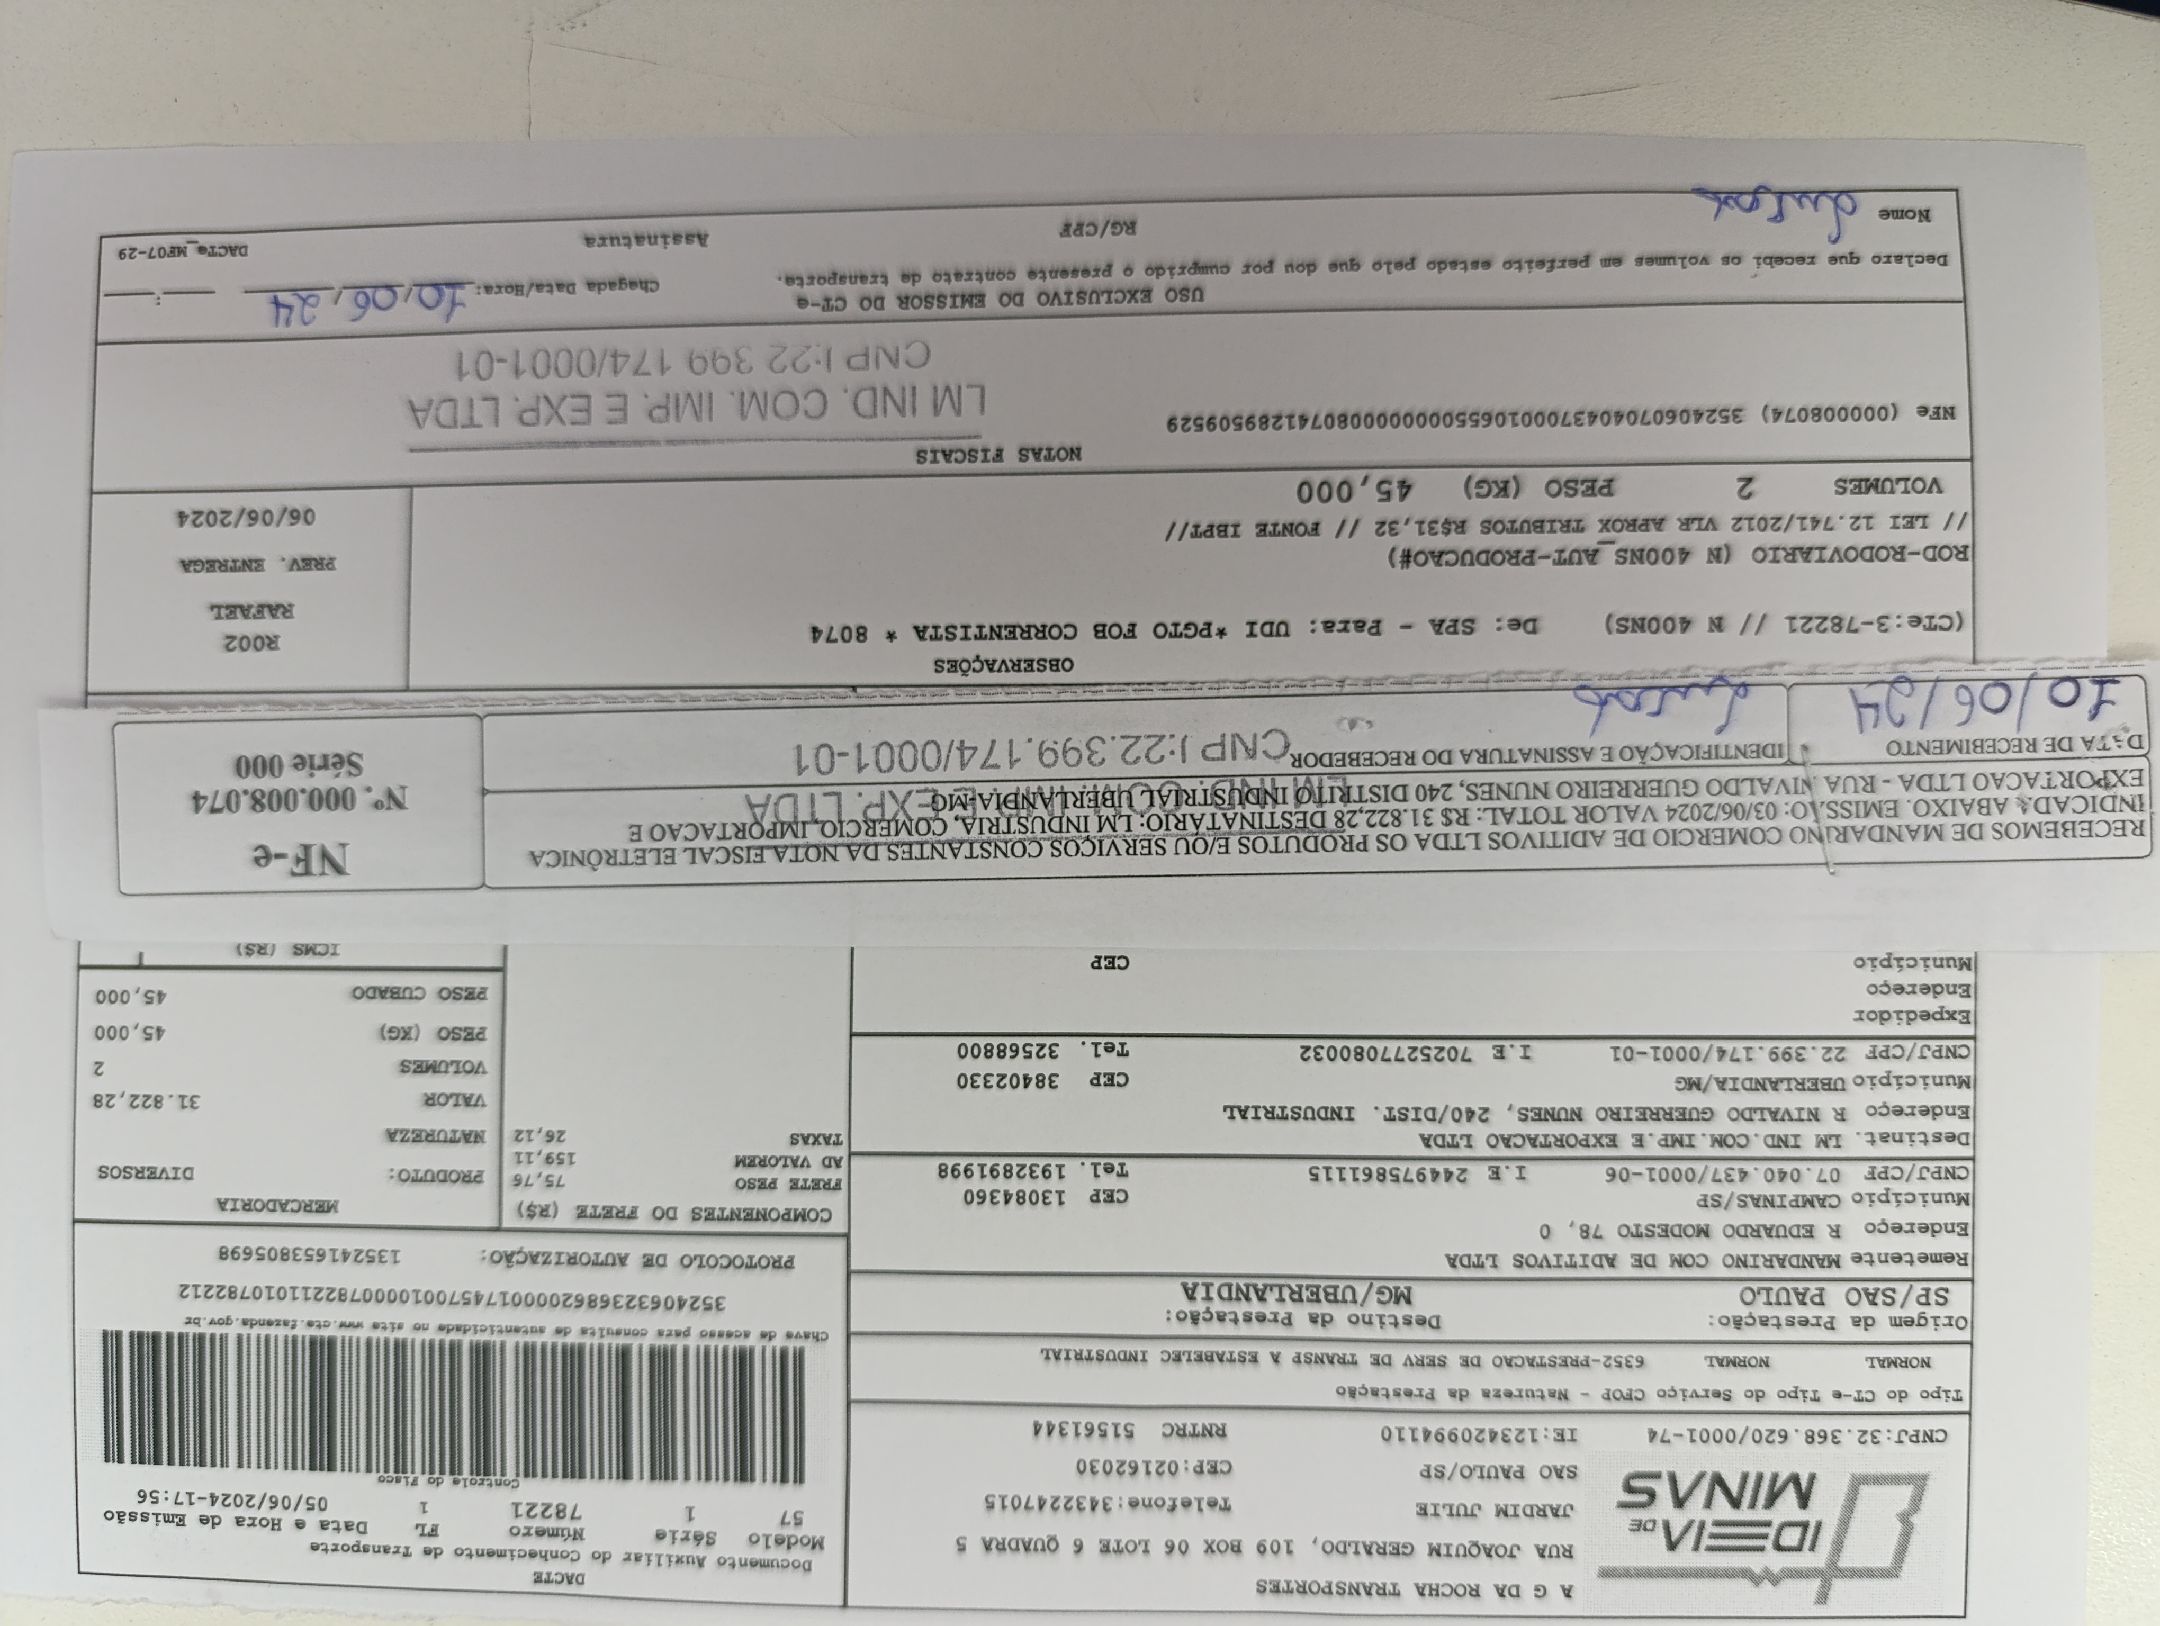 DACTE
Documento Auxiliar do Conhecimento de Transporte
Modelo Série Número FL Data e Hora de Emissão
57 1 78221 1 05/06/2024-17:56
Controle do Fisco
Chave de acesso para consulta de autenticidade no site www.cte.fazenda.gov.br
35240632368620000174570010000782211101078 2212
PROTOCOLO DE AUTORIZAÇÃO: 135241653805698
IDEIA DE
MINAS
A G DA ROCHA TRANSPORTES
RUA JOAQUIM GERALDO, 109 BOX 06 LOTE 6 QUADRA 5
JARDIM JULIE Telefone:3432247015
SAO PAULO/SP CEP:02162030
CNPJ:32.368.620/0001-74 IE:123420994110 RNTRC 51561344
Tipo do CT-e Tipo do Serviço CFOP - Natureza da Prestação
NORMAL NORMAL 6352-PRESTACAO DE SERV DE TRANSP A ESTABELEC INDUSTRIAL
Origem da Prestação: Destino da Prestação:
SP/SAO PAULO MG/UBERLANDIA
Remetente MANDARINO COM DE ADITIVOS LTDA
Endereço R EDUARDO MODESTO 78, 0
Município CAMPINAS/SP CEP 13084360
CNPJ/CPF 07.040.437/0001-06 I.E 244975861115 Tel. 1932891998
Destinat. LM IND.COM.IMP.E EXPORTACAO LTDA
Endereço R NIVALDO GUERREIRO NUNES, 240/DIST. INDUSTRIAL
Município UBERLANDIA/MG CEP 38402330
CNPJ/CPF 22.399.174/0001-01 I.E 7025277080032 Tel. 32568800
Expedidor
Endereço
Município CEP
COMPONENTES DO FRETE (R$)
FRETE PESO 75,76
AD VALOREM 159,11
TAXAS 26,12
MERCADORIA
PRODUTO: DIVERSOS
NATUREZA
VALOR 31.822,28
VOLUMES 2
PESO (KG) 45,000
PESO CUBADO 45,000
ICMS (R$)
RECEBEMOS DE MANDARINO COMERCIO DE ADITIVOS LTDA OS PRODUTOS E/OU SERVIÇOS CONSTANTES DA NOTA FISCAL ELETRÔNICA
INDICADA ABAIXO. EMISSÃO: 03/06/2024 VALOR TOTAL: R$ 31.822,28 DESTINATÁRIO: LM INDUSTRIA, COMERCIO, IMPORTACAO E
EXPORTACAO LTDA - RUA NIVALDO GUERREIRO NUNES, 240 DISTRITO INDUSTRIAL UBERLANDIA-MG
LM IND. COM. IMP. E EXP. LTDA
DATA DE RECEBIMENTO IDENTIFICAÇÃO E ASSINATURA DO RECEBEDOR
CNPJ:22.399.174/0001-01
10/06/24
NF-e
Nº. 000.008.074
Série 000
OBSERVAÇÕES
(CTe:3-78221 // N 400NS) De: SPA - Para: UDI *PGTO FOB CORRENTISTA * 8074
ROD-RODOVIARIO (N 400NS_AUT-PRODUCAO#)
// LEI 12.741/2012 VLR APROX TRIBUTOS R$31,32 // FONTE IBPT//
VOLUMES 2 PESO (KG) 45,000
R002
RAFAEL
PREV. ENTREGA
06/06/2024
NOTAS FISCAIS
NFe (00008074) 35240607040437000106550000000080741289509529
LM IND. COM. IMP. E EXP. LTDA
CNPJ:22 399 174/0001-01
USO EXCLUSIVO DO EMISSOR DO CT-e
Declaro que recebi os volumes em perfeito estado pelo que dou por cumprido o presente contrato de transporte.
Chegada Data/Hora: 10/06/24
Nome RG/CPF Assinatura
DACTe_MF07-29